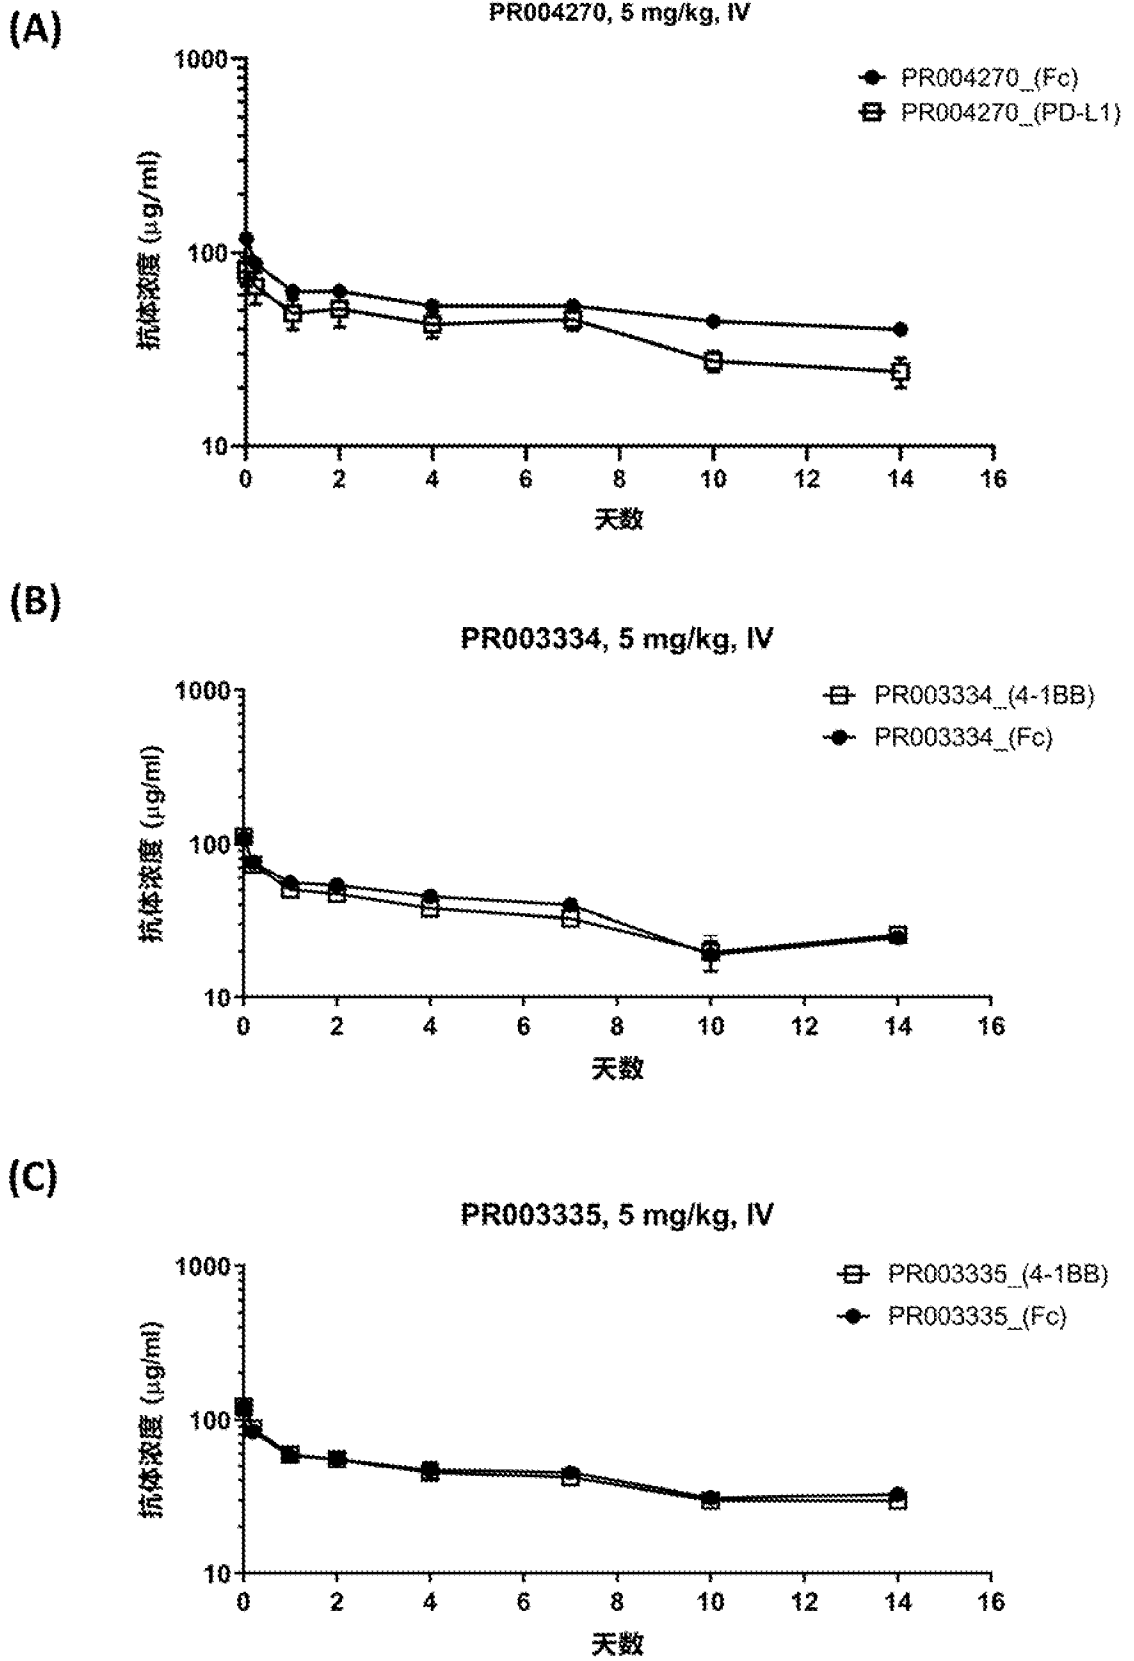 (A)
PR004270, 5 mg/kg, IV
1000
100
10
抗体浓度 (μg/ml)
PR004270_(Fc)
PR004270_(PD-L1)
0 2 4 6 8 10 12 14 16
天数
(B)
PR003334, 5 mg/kg, IV
1000
100
10
抗体浓度 (μg/ml)
PR003334_(4-1BB)
PR003334_(Fc)
0 2 4 6 8 10 12 14 16
天数
(C)
PR003335, 5 mg/kg, IV
1000
100
10
抗体浓度 (μg/ml)
PR003335_(4-1BB)
PR003335_(Fc)
0 2 4 6 8 10 12 14 16
天数